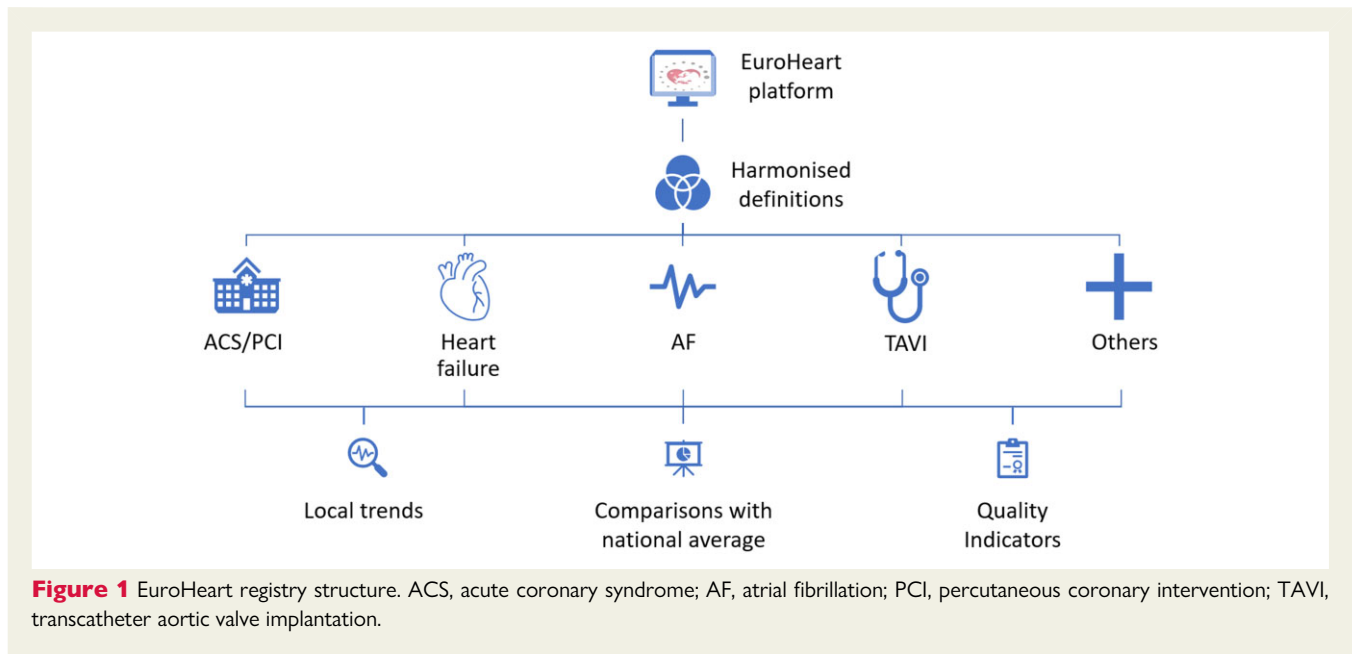 EuroHeart
platform
Harmonised
definitions
ACS/PCI
Heart
failure
AF
TAVI
Others
Local trends
Comparisons with
national average
Quality
Indicators
Figure 1 EuroHeart registry structure. ACS, acute coronary syndrome; AF, atrial fibrillation; PCI, percutaneous coronary intervention; TAVI,
transcatheter aortic valve implantation.